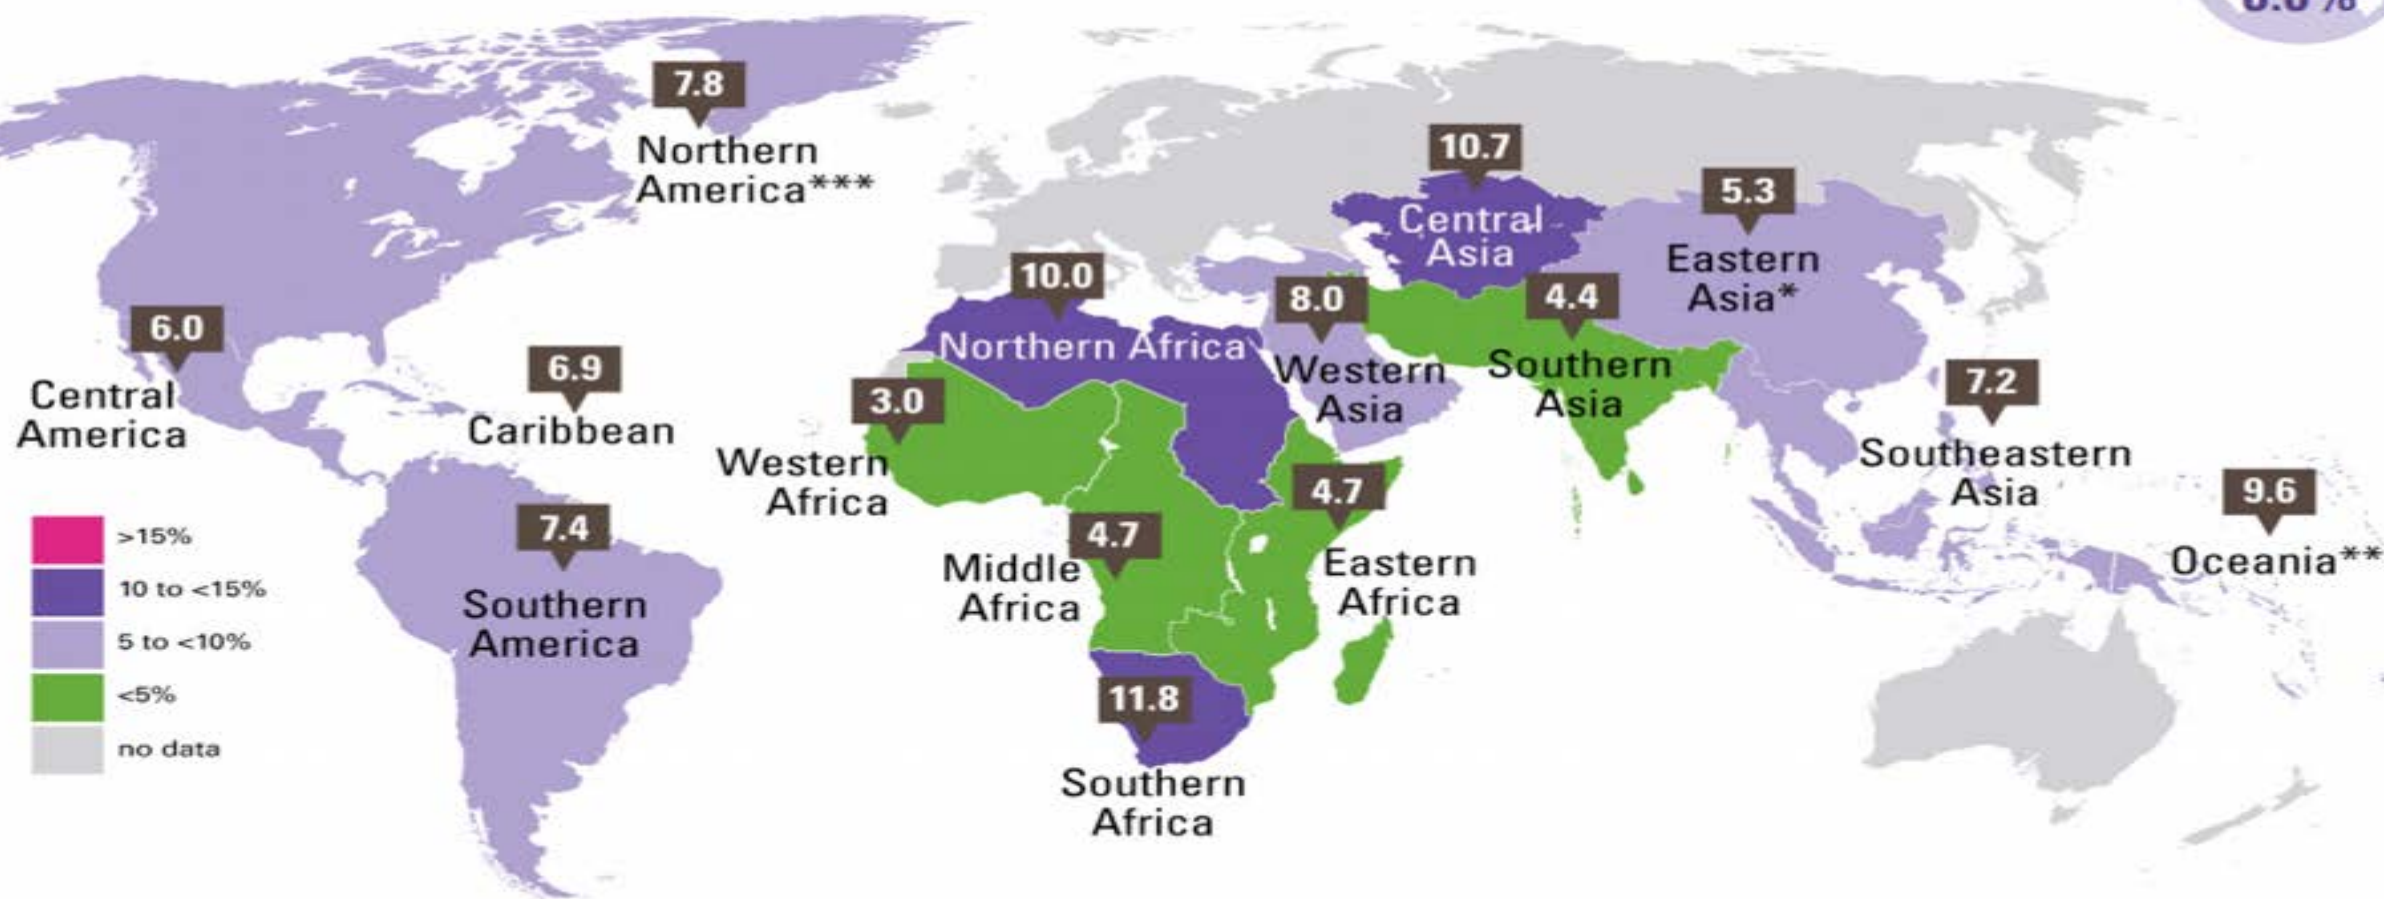 7.8
Northern
America***
10.7
Central
Asia
5.3
Eastern
Asia*
10.0
Northern Africa
8.0
Western
Asia
4.4
Southern
Asia
6.0
Central
America
6.9
Caribbean
3.0
Western
Africa
7.2
Southeastern
Asia
4.7
Eastern
Africa
9.6
Oceania**
7.4
Southern
America
4.7
Middle
Africa
11.8
Southern
Africa
>15%
10 to <15%
5 to <10%
<5%
no data